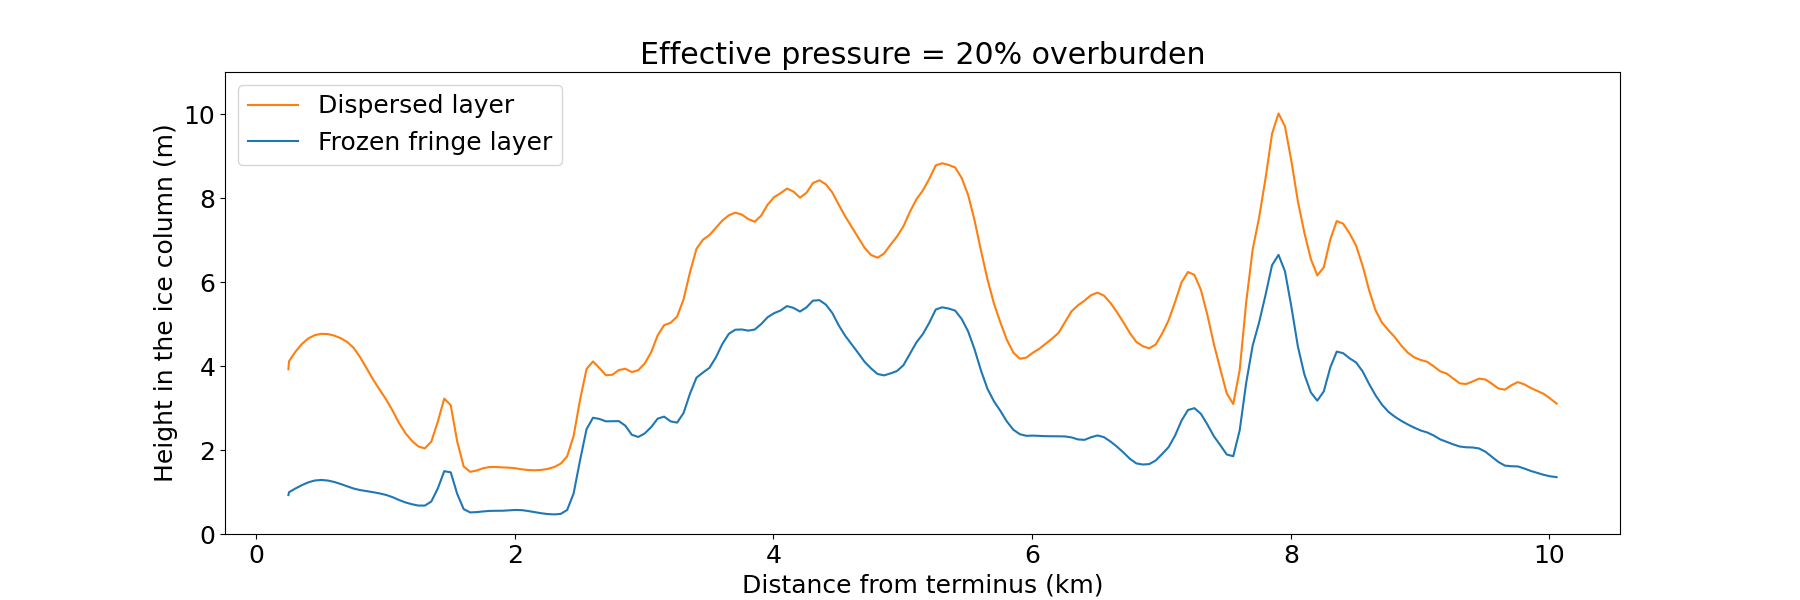 Effective pressure = 20% overburden
Dispersed layer
Frozen fringe layer
Height in the ice column (m)
10
8
6
4
2
0
0 2 4 6 8 10
Distance from terminus (km)